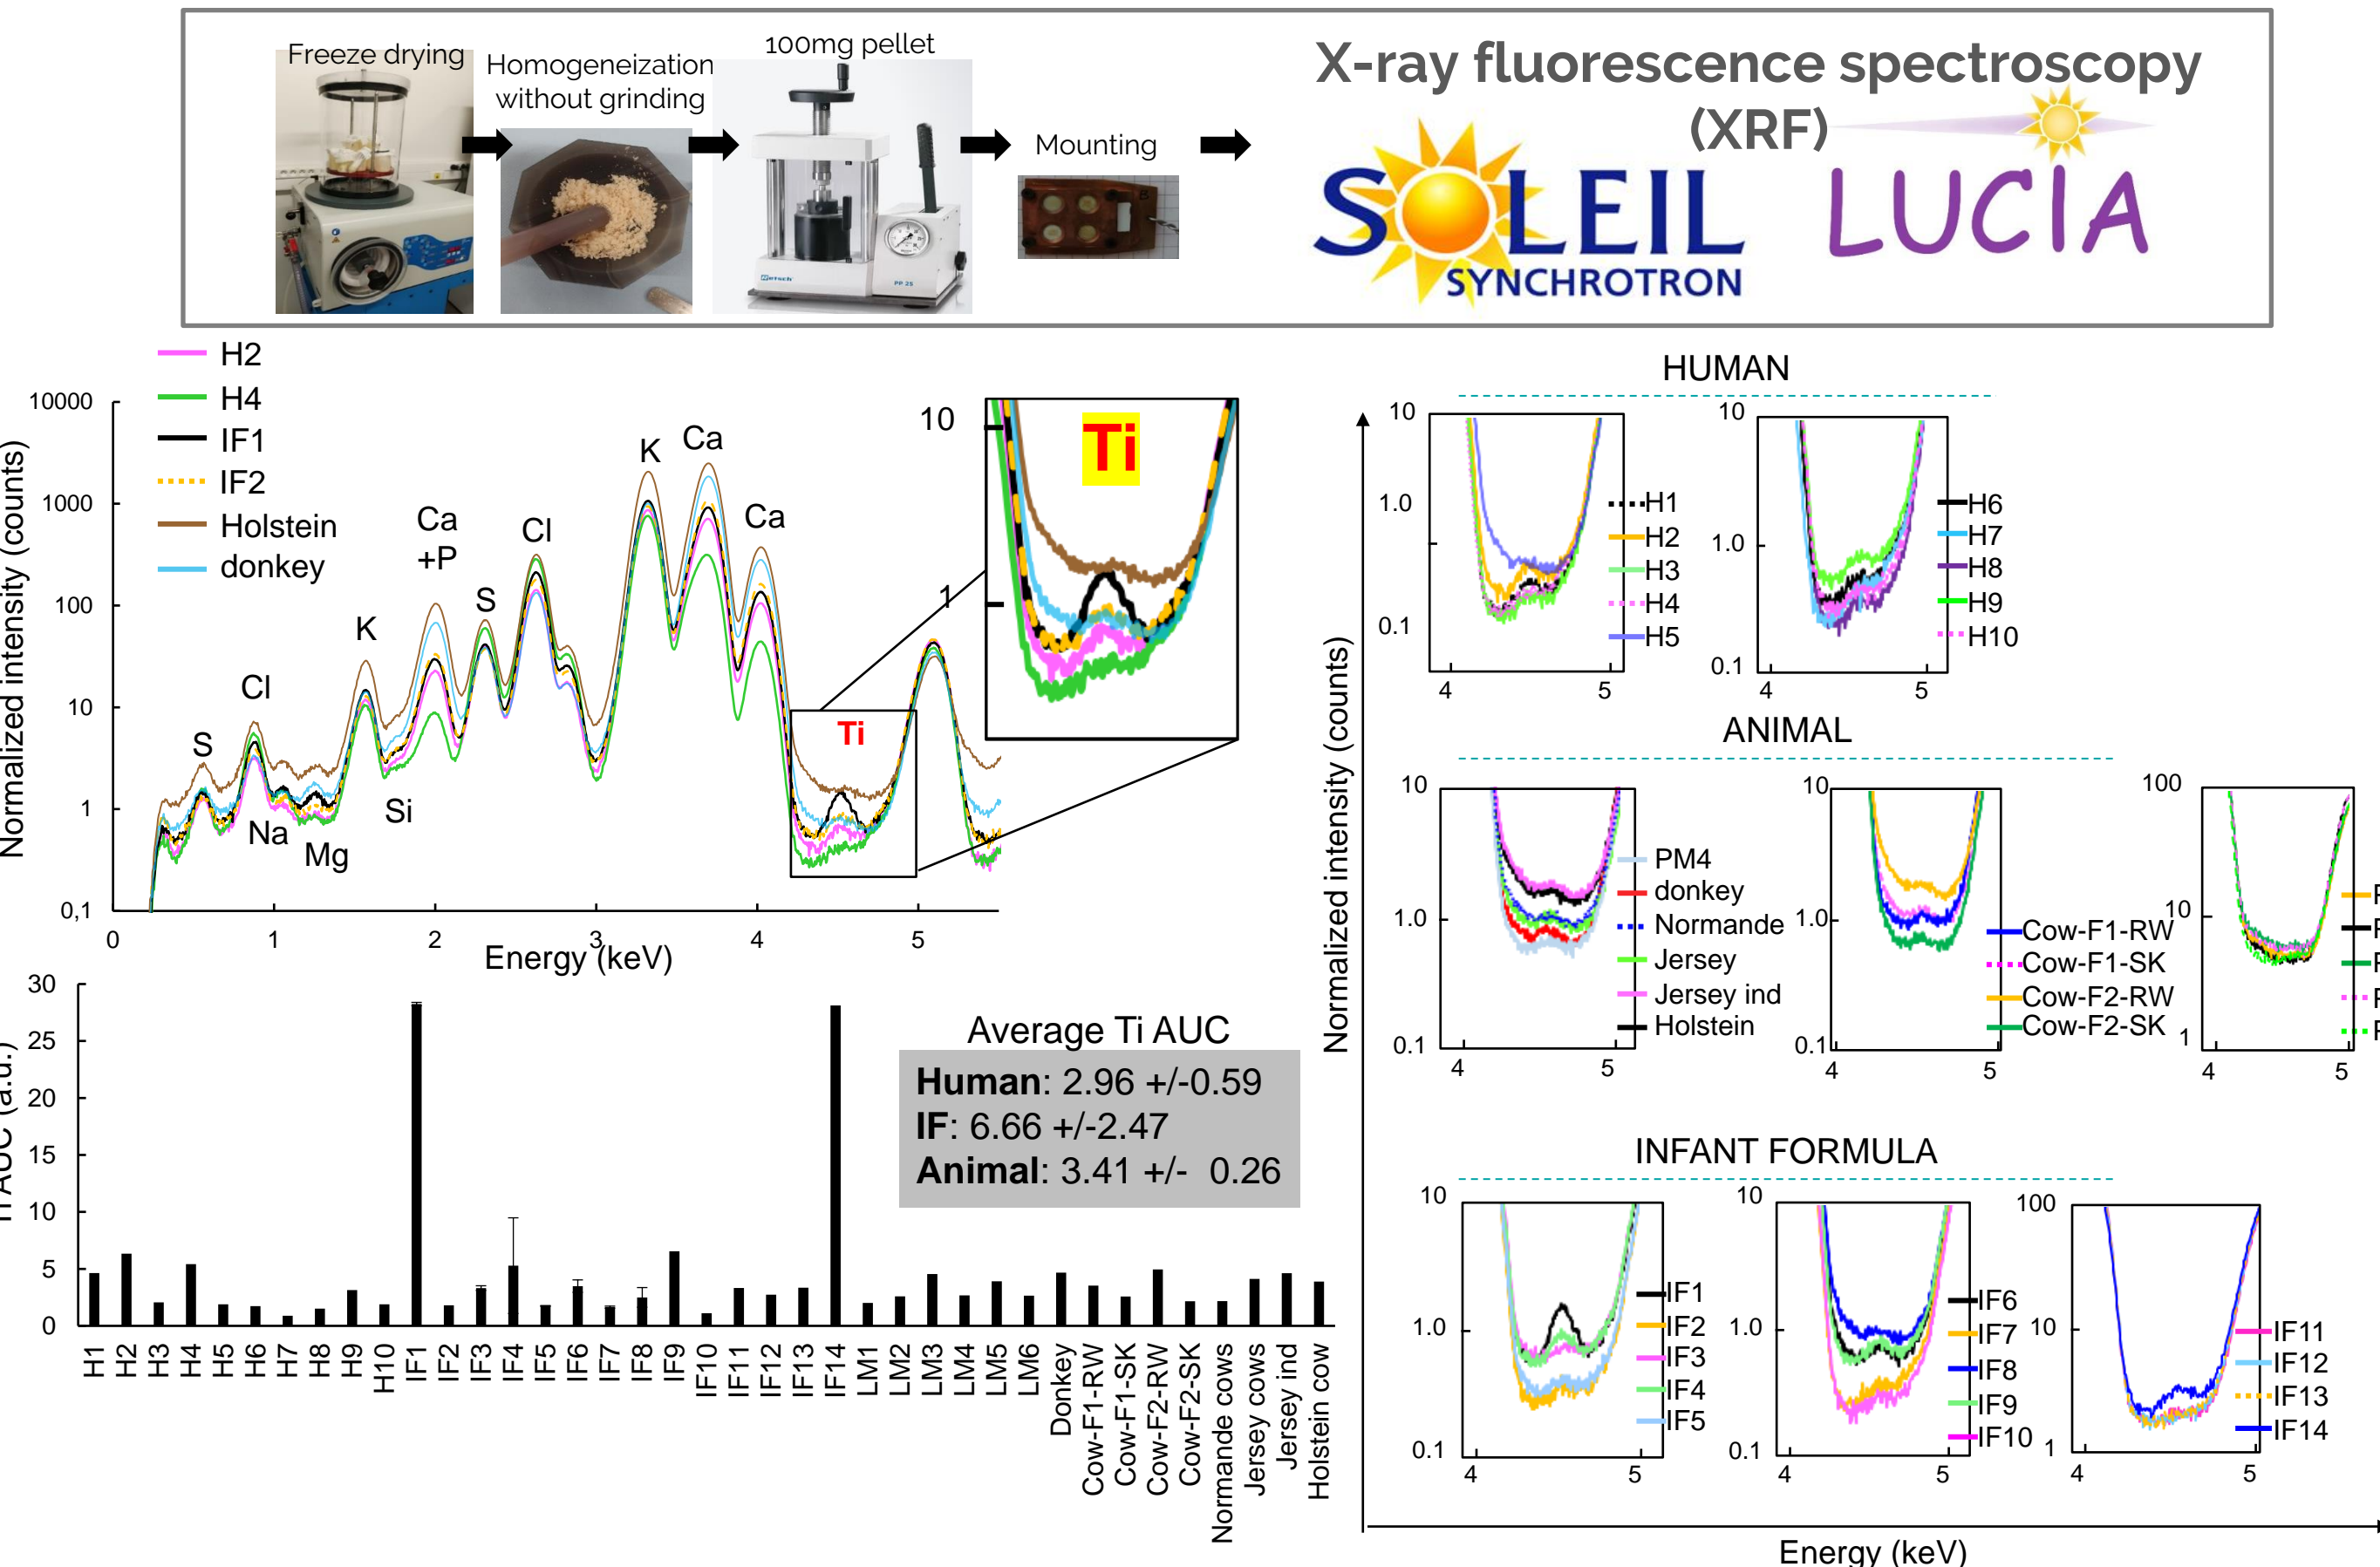 Freeze drying
Homogeneization
without grinding
100mg pellet
Mounting
Retsch
PP 25
X-ray fluorescence spectroscopy
(XRF)
SOLEIL
SYNCHROTRON
LUCIA
H2
H4
IF1
IF2
Holstein
donkey
Normalized intensity (counts)
10000
1000
100
10
1
0,1
0
1
2
3
4
5
Energy (keV)
S
Cl
Na
Mg
K
Si
Ca
+P
S
Cl
K
Ca
Ca
Ti
10
1
Ti
AUC (a.u.)
30
25
20
15
10
5
0
Average Ti AUC
Human: 2.96 +/-0.59
IF: 6.66 +/-2.47
Animal: 3.41 +/- 0.26
H1
H2
H3
H4
H5
H6
H7
H8
H9
H10
IF1
IF2
IF3
IF4
IF5
IF6
IF7
IF8
IF9
IF10
IF11
IF12
IF13
IF14
LM1
LM2
LM3
LM4
LM5
LM6
Donkey
Cow-F1-RW
Cow-F1-SK
Cow-F2-RW
Cow-F2-SK
Normande cows
Jersey cows
Jersey ind
Holstein cow
Normalized intensity (counts)
HUMAN
10
1.0
0.1
4
5
H1
H2
H3
H4
H5
10
1.0
0.1
4
5
H6
H7
H8
H9
H10
ANIMAL
10
1.0
0.1
4
5
PM4
donkey
Normande
Jersey
Jersey ind
Holstein
10
1.0
0.1
4
5
Cow-F1-RW
Cow-F1-SK
Cow-F2-RW
Cow-F2-SK
100
10
1
4
5
INFANT FORMULA
10
1.0
0.1
4
5
IF1
IF2
IF3
IF4
IF5
10
1.0
0.1
4
5
IF6
IF7
IF8
IF9
IF10
100
10
1
4
5
IF11
IF12
IF13
IF14
Energy (keV)